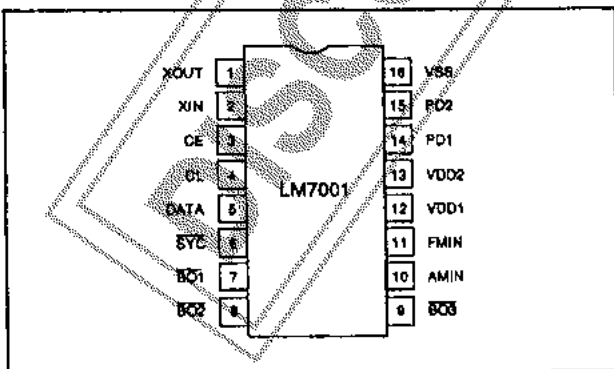 XOUT 1 16 VSS
XIN 2 15 PD2
CE 3 14 PD1
CL 4 13 VDD2
LM7001
DATA 5 12 VDD1
SYC 6 11 FMIN
BO1 7 10 AMIN
BO2 8 9 BO3